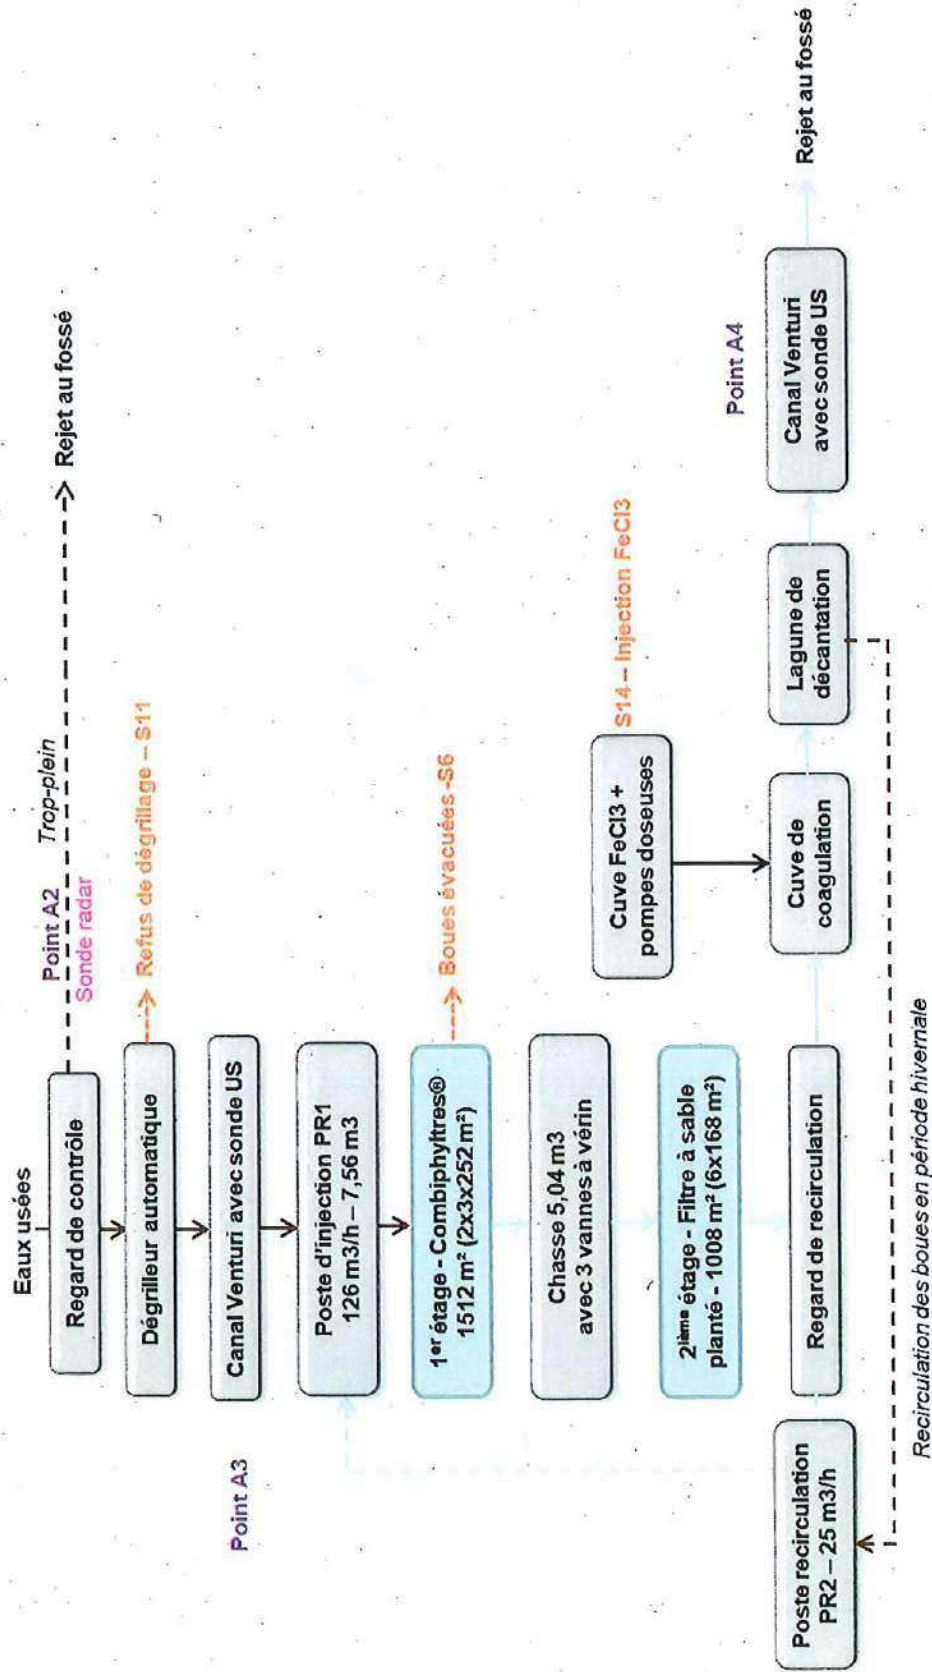 Eaux usées
Regard de contrôle
Point A2
Trop-plein
Sonde radar
Rejet au fossé
Dégrilleur automatique
Refus de dégrillage – S11
Point A3
Canal Venturi avec sonde US
Poste d'injection PR1
126 m3/h – 7,56 m3
1er étage - Combiphyltres®
1512 m² (2x3x252 m²)
Boues évacuées -S6
Chasse 5,04 m3
avec 3 vannes à vérin
Cuve FeCl3 +
pompes doseuses
S14 – Injection FeCl3
2ième étage - Filtre à sable
planté - 1008 m² (6x168 m²)
Point A4
Poste recirculation
PR2 – 25 m3/h
Regard de recirculation
Cuve de
coagulation
Lagune de
décantation
Canal Venturi
avec sonde US
Rejet au fossé
Recirculation des boues en période hivernale